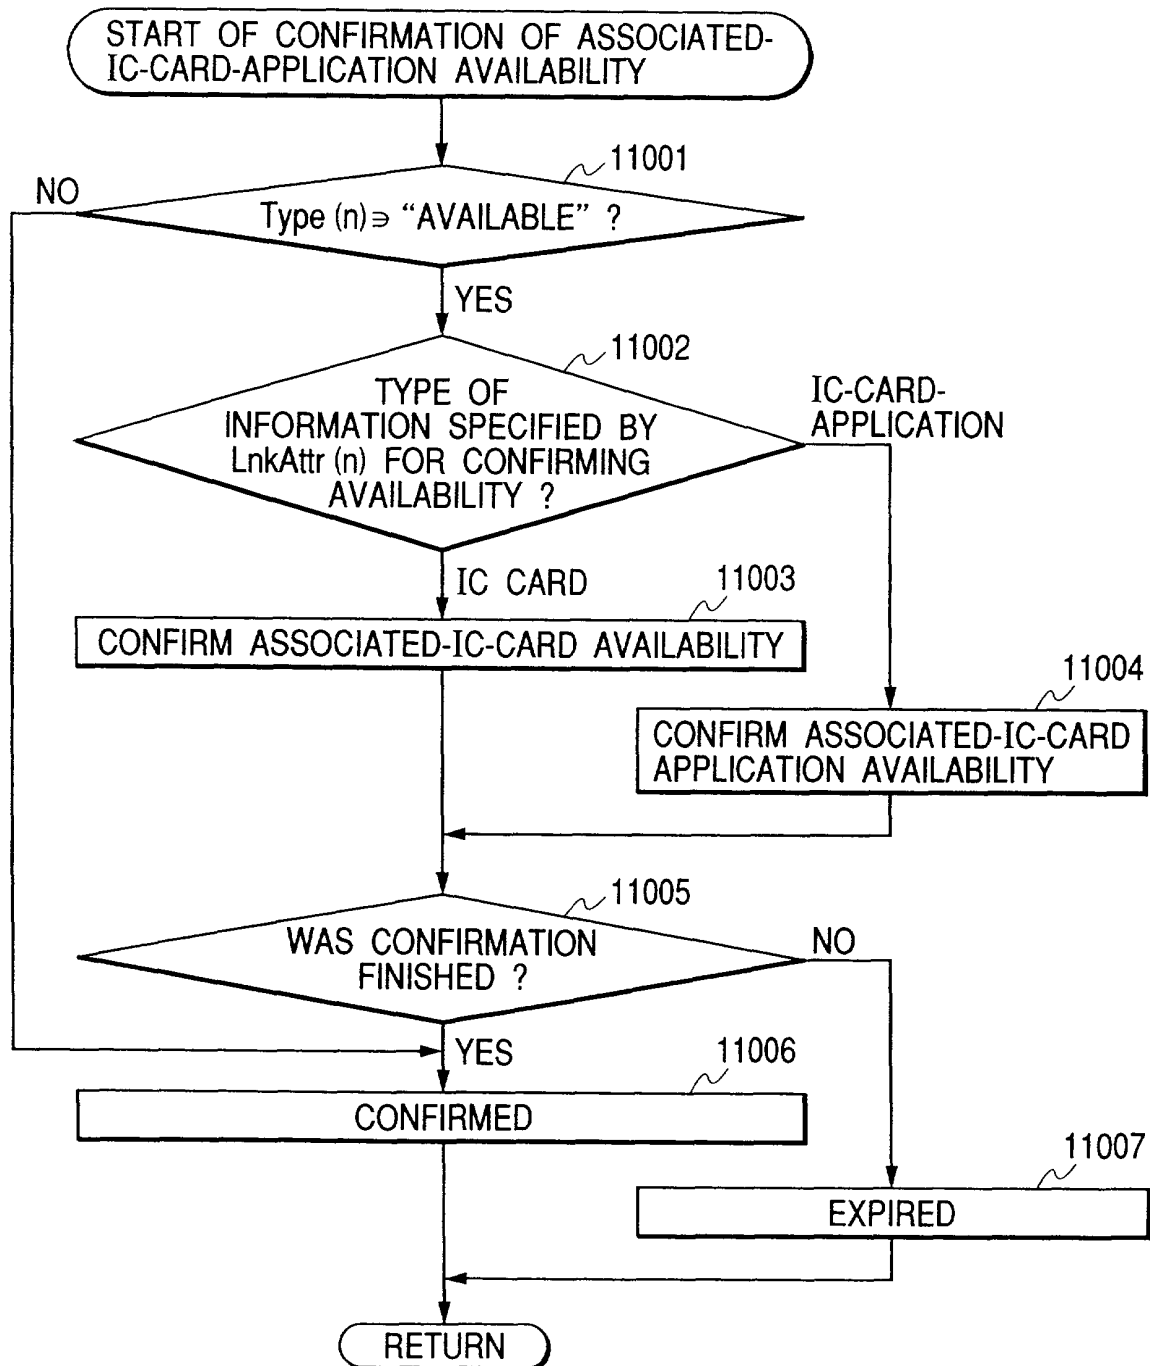 START OF CONFIRMATION OF ASSOCIATED-
IC-CARD-APPLICATION AVAILABILITY
11001
NO
Type (n) ∋ “AVAILABLE” ?
YES
11002
TYPE OF
INFORMATION SPECIFIED BY
LnkAttr (n) FOR CONFIRMING
AVAILABILITY ?
IC-CARD-
APPLICATION
IC CARD
11003
CONFIRM ASSOCIATED-IC-CARD AVAILABILITY
11004
CONFIRM ASSOCIATED-IC-CARD
APPLICATION AVAILABILITY
11005
WAS CONFIRMATION
FINISHED ?
NO
YES
11006
CONFIRMED
11007
EXPIRED
RETURN